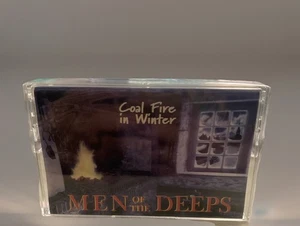 Coal Fire
in Winter
MEN OF THE DEEPS